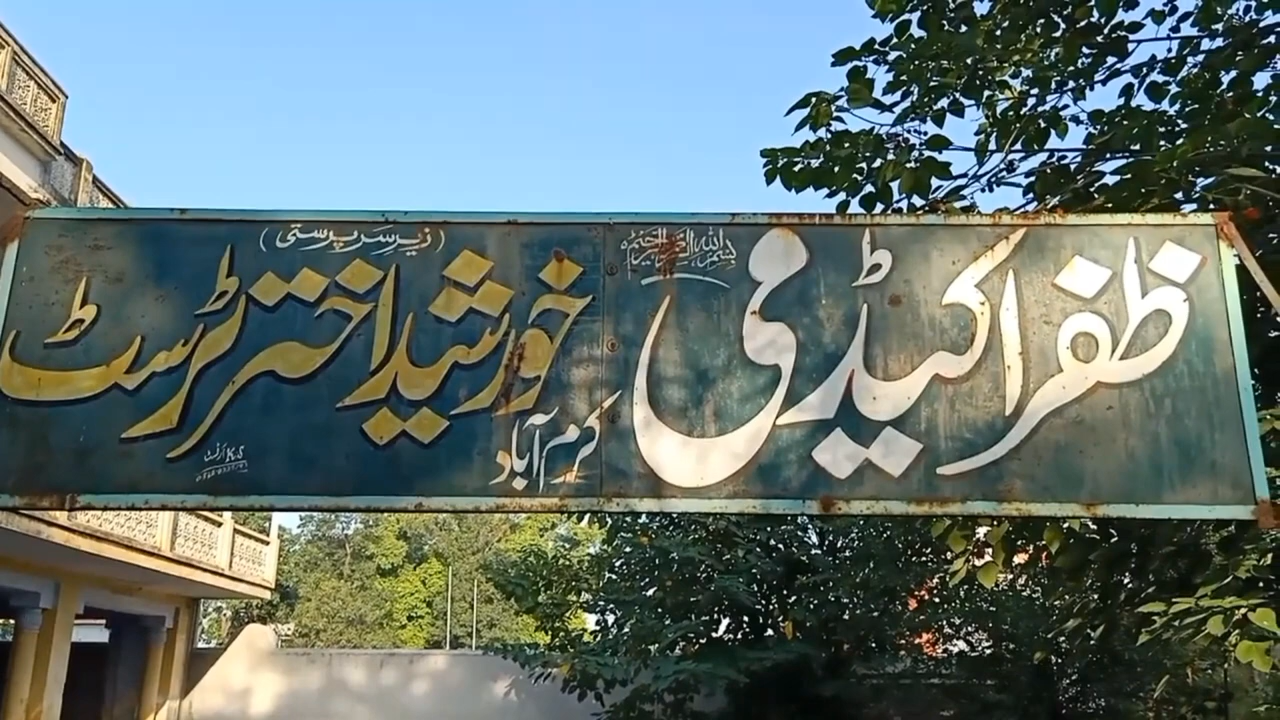 بسم اللہ الرحمن الرحیم
ظفر اکیڈمی
کرم آباد
(زیرِ سرپرستی)
خورشید اختر ٹرسٹ